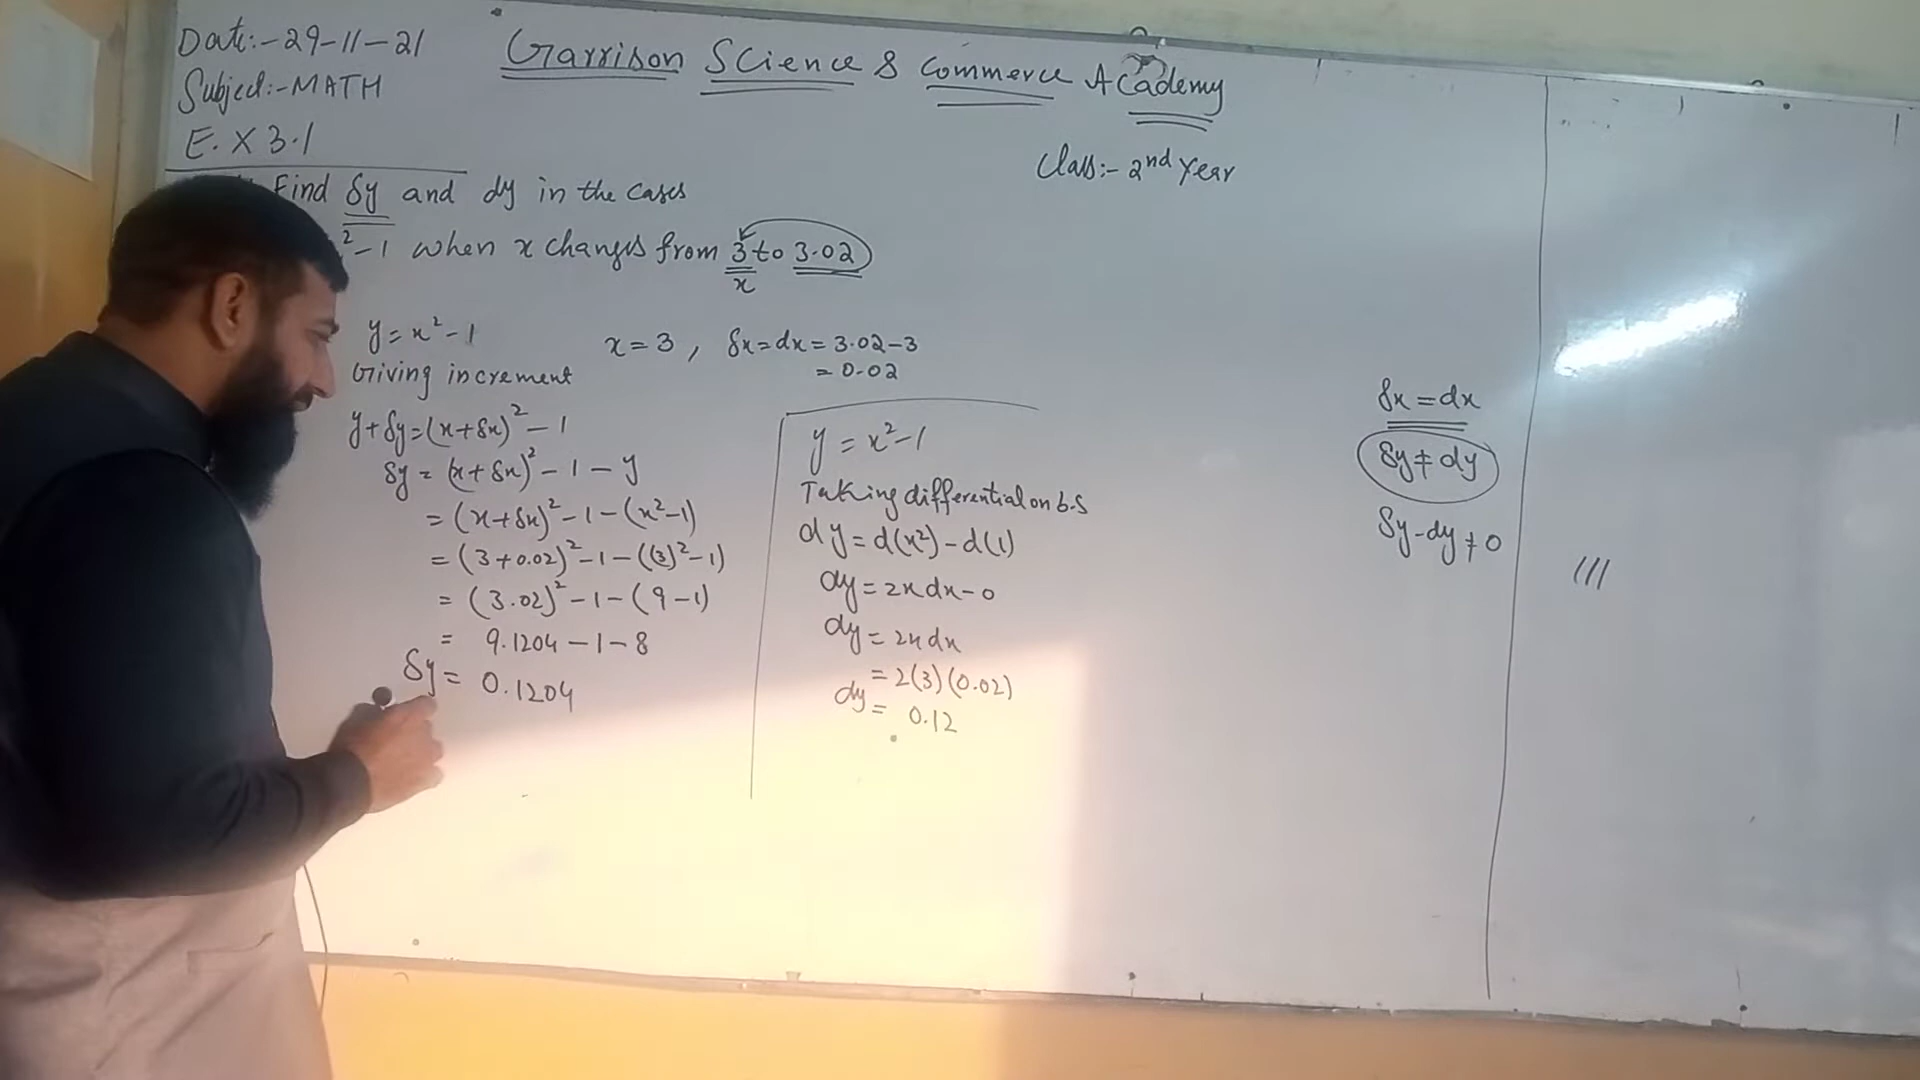 Date:-29-11-21
Subject:-MATH
E.X 3.1
Garrison Science & Commerce Academy
Class:- 2nd Year
Find δy and dy in the cases
²-1 when x changes from 3 to 3.02
x
y = x²-1
x=3, δx=dx=3.02-3
= 0.02
Giving increment
y+δy=(x+δx)²-1
δy = (x+δx)²-1-y
= (x+δx)²-1-(x²-1)
= (3+0.02)²-1-((3)²-1)
= (3.02)²-1-(9-1)
= 9.1204-1-8
δy = 0.1204
y = x²-1
Taking differential on b.s
dy=d(x²)-d(1)
dy=2xdx-0
dy=2xdx
=2(3)(0.02)
dy = 0.12
δx=dx
δy≠dy
δy-dy≠0
///